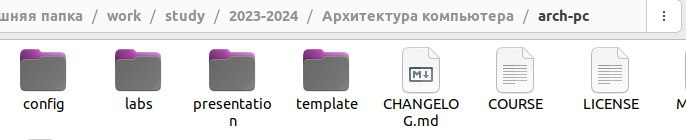 шняя папка / work / study / 2023-2024 / Архитектура компьютера / arch-pc
config labs presentatio template CHANGELO COURSE LICENSE
n G.md